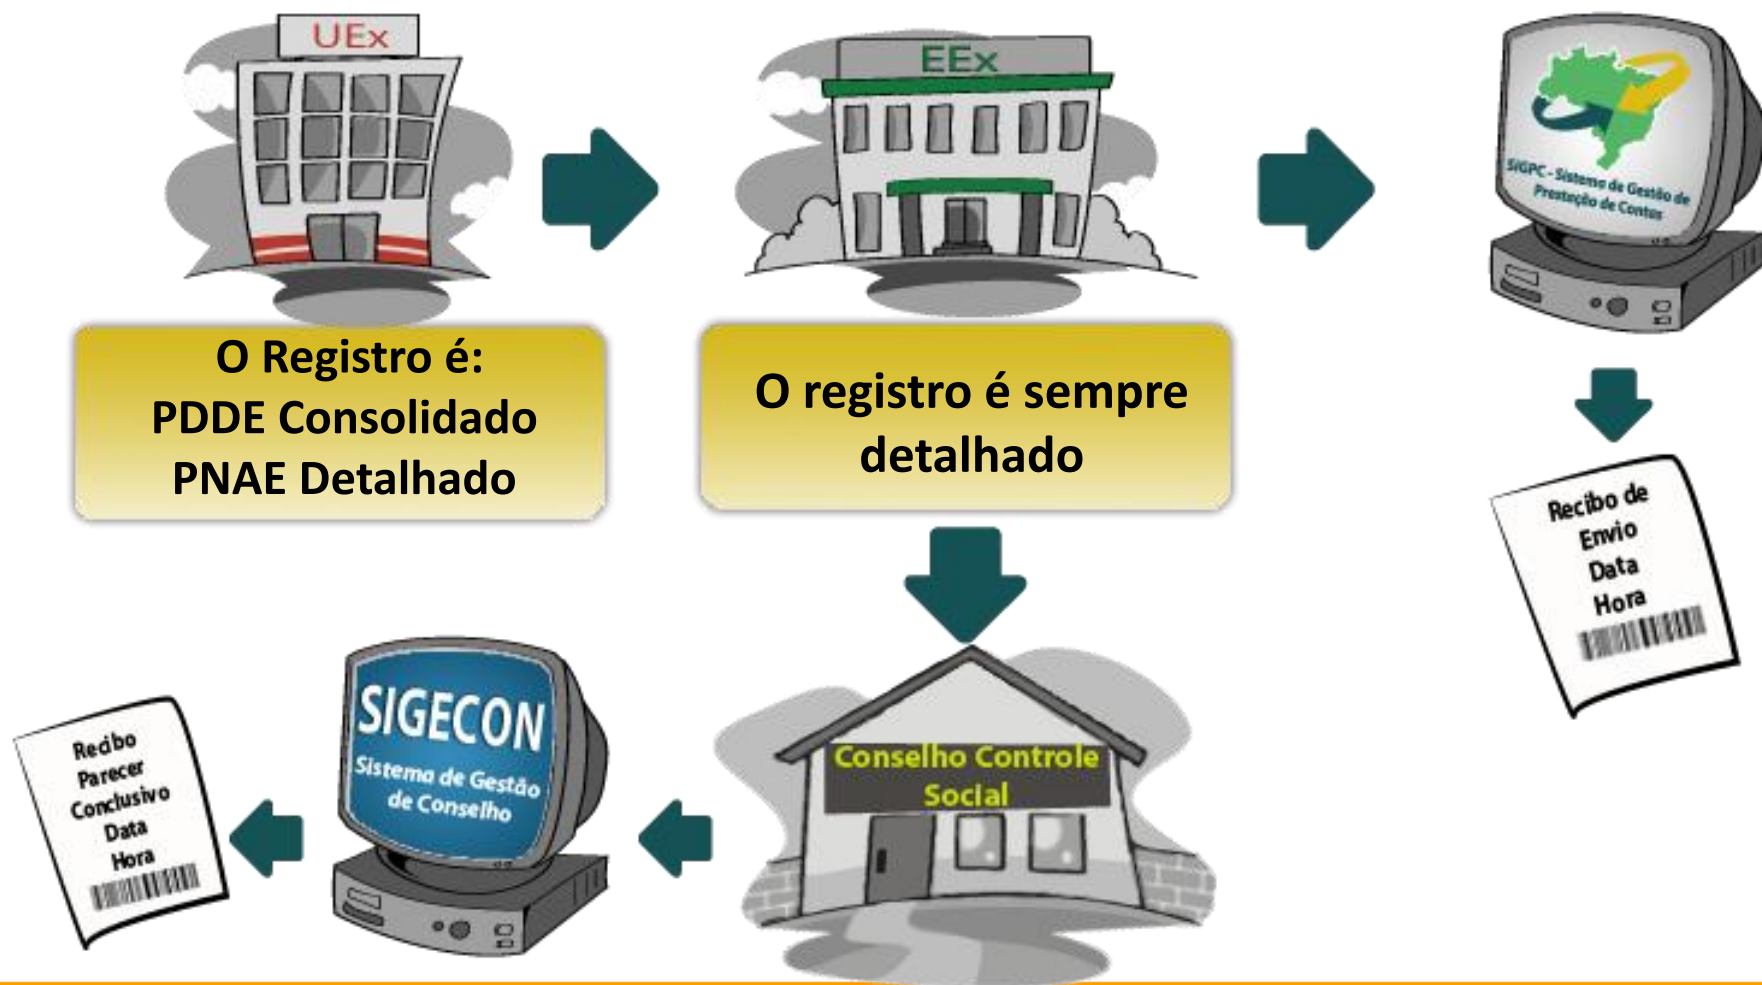 UEx
EEx
SIGPC - Sistema de Gestão de
Prestação de Contas
O Registro é:
PDDE Consolidado
PNAE Detalhado
O registro é sempre
detalhado
Recibo de
Envio
Data
Hora
Conselho Controle
Social
SIGECON
Sistema de Gestão
de Conselho
Recibo
Parecer
Conclusivo
Data
Hora